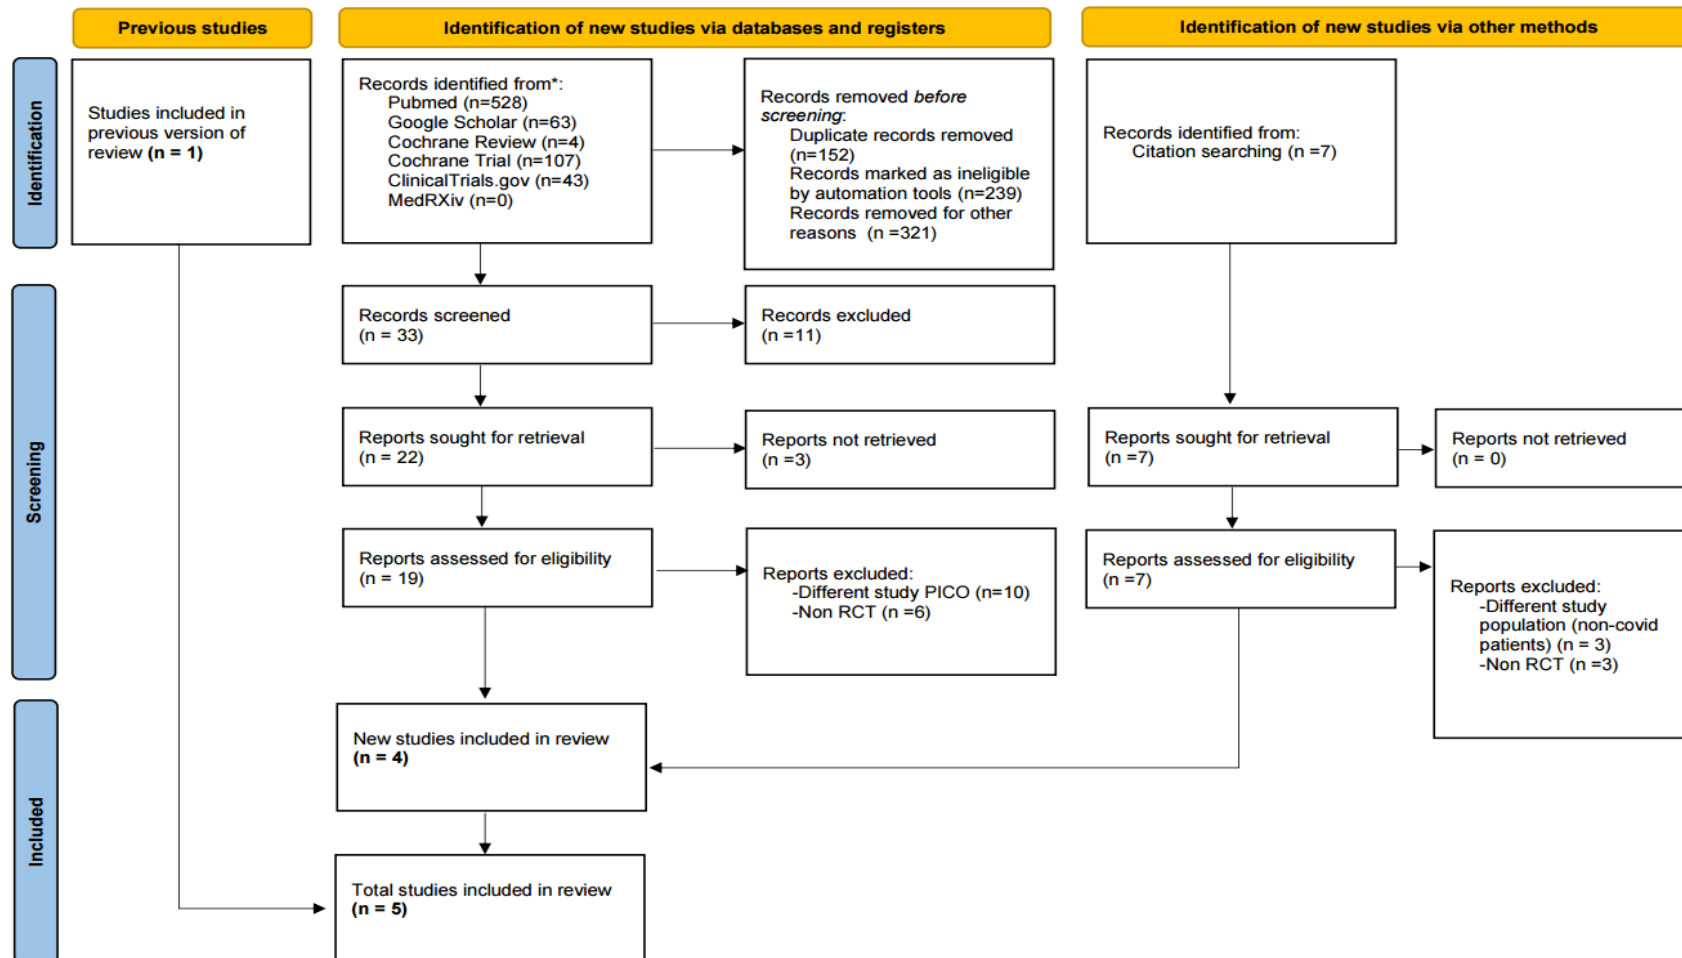 Previous studies
Identification of new studies via databases and registers
Identification of new studies via other methods
Identification
Studies included in
previous version of
review (n = 1)
Records identified from*:
Pubmed (n=528)
Google Scholar (n=63)
Cochrane Review (n=4)
Cochrane Trial (n=107)
ClinicalTrials.gov (n=43)
MedRXiv (n=0)
Records removed before
screening:
Duplicate records removed
(n=152)
Records marked as ineligible
by automation tools (n=239)
Records removed for other
reasons (n =321)
Records identified from:
Citation searching (n =7)
Screening
Records screened
(n = 33)
Records excluded
(n =11)
Reports sought for retrieval
(n = 22)
Reports not retrieved
(n =3)
Reports sought for retrieval
(n =7)
Reports not retrieved
(n = 0)
Reports assessed for eligibility
(n = 19)
Reports excluded:
-Different study PICO (n=10)
-Non RCT (n =6)
Reports assessed for eligibility
(n =7)
Reports excluded:
-Different study
population (non-covid
patients) (n = 3)
-Non RCT (n =3)
Included
New studies included in review
(n = 4)
Total studies included in review
(n = 5)